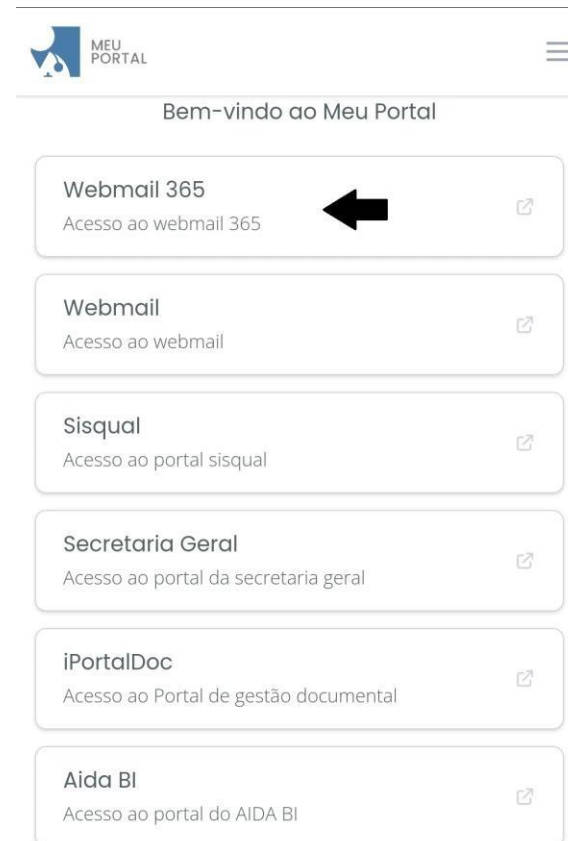 MEU
PORTAL
Bem-vindo ao Meu Portal
Webmail 365
Acesso ao webmail 365
Webmail
Acesso ao webmail
Sisqual
Acesso ao portal sisqual
Secretaria Geral
Acesso ao portal da secretaria geral
iPortalDoc
Acesso ao Portal de gestão documental
Aida BI
Acesso ao portal do AIDA BI